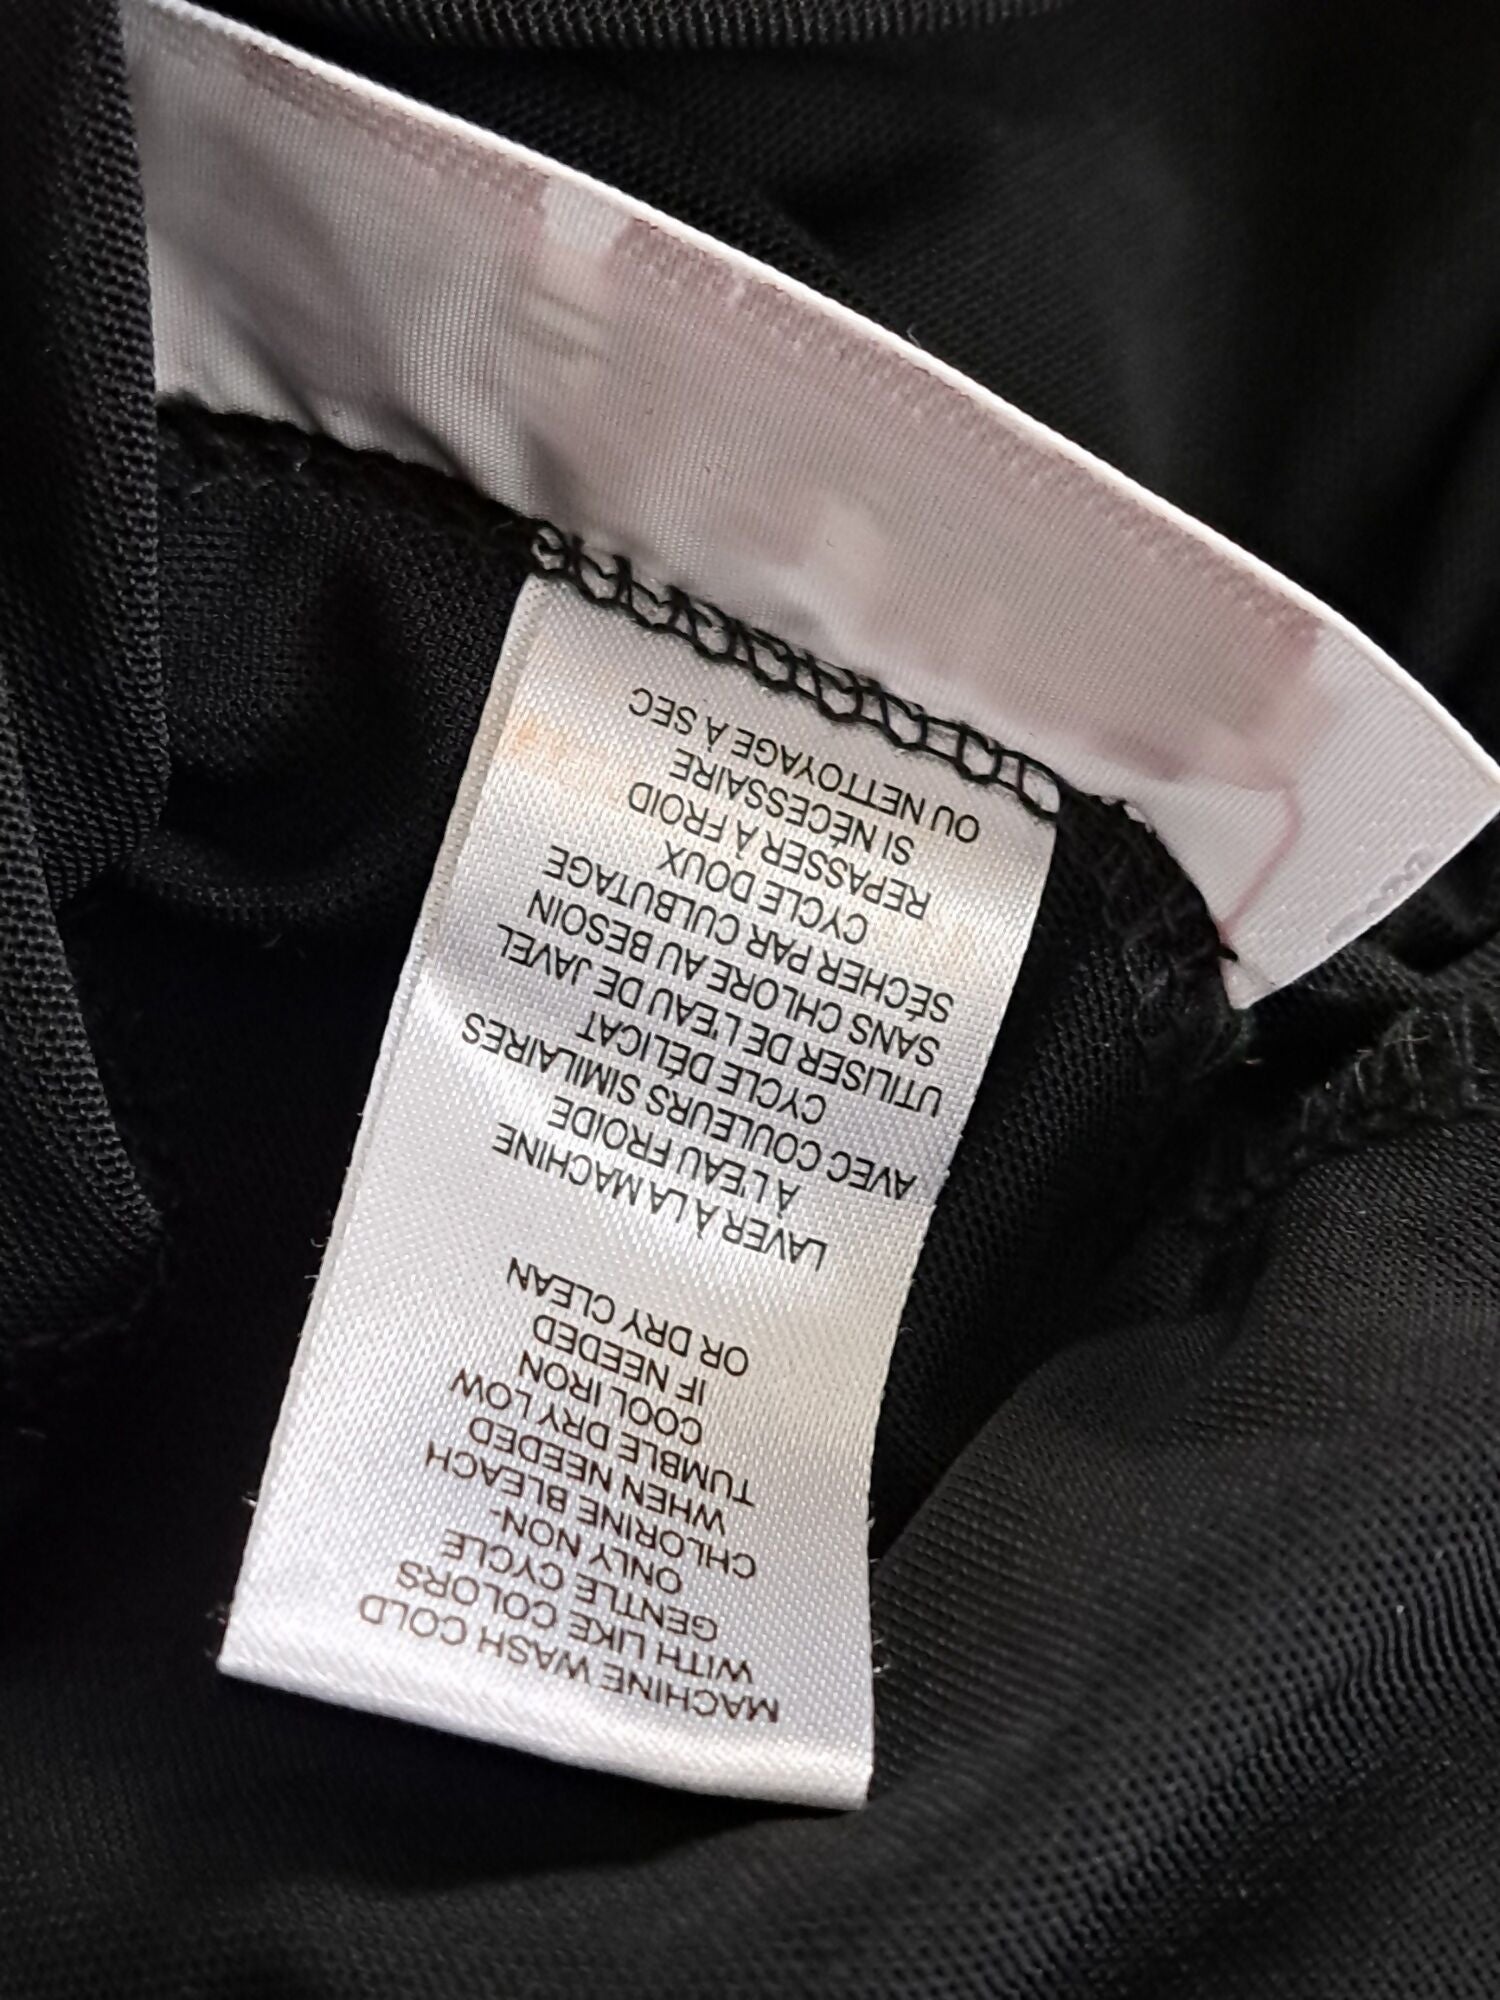 MACHINE WASH COLD
WITH LIKE COLORS
GENTLE CYCLE
ONLY NON-
CHLORINE BLEACH
WHEN NEEDED
TUMBLE DRY LOW
COOL IRON
IF NEEDED
OR DRY CLEAN
LAVER À LA MACHINE
À L'EAU FROIDE
AVEC COULEURS SIMILAIRES
CYCLE DÉLICAT
UTILISER DE L'EAU DE JAVEL
SANS CHLORE AU BESOIN
SÉCHER PAR CULBUTAGE
CYCLE DOUX
REPASSER À FROID
SI NÉCESSAIRE
OU NETTOYAGE À SEC